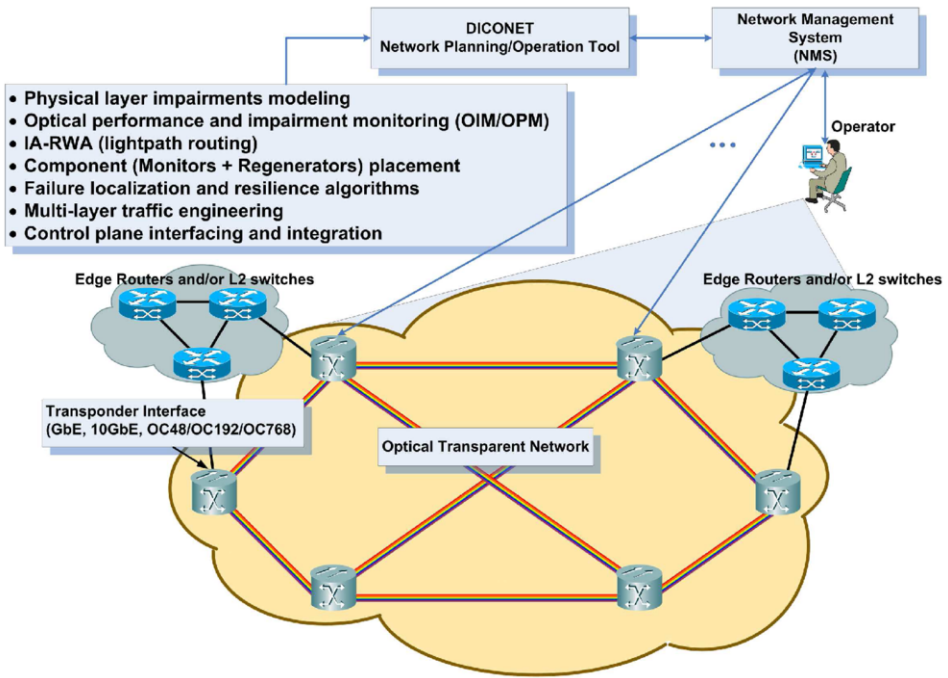 DICONET
Network Planning/Operation Tool
Network Management
System
(NMS)
• Physical layer impairments modeling
• Optical performance and impairment monitoring (OIM/OPM)
• IA-RWA (lightpath routing)
• Component (Monitors + Regenerators) placement
• Failure localization and resilience algorithms
• Multi-layer traffic engineering
• Control plane interfacing and integration
...
Operator
Edge Routers and/or L2 switches
Edge Routers and/or L2 switches
Transponder Interface
(GbE, 10GbE, OC48/OC192/OC768)
Optical Transparent Network